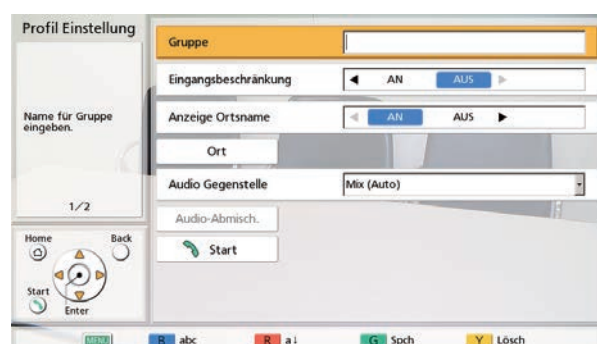 Profil Einstellung
Name für Gruppe
eingeben.
1/2
Home Back
Start
Enter
Gruppe
Eingangsbeschränkung AN AUS
Anzeige Ortsname AN AUS
Ort
Audio Gegenstelle Mix (Auto)
Audio-Abmisch.
Start
MENU B abc R a↓ G Spch Y Lösch